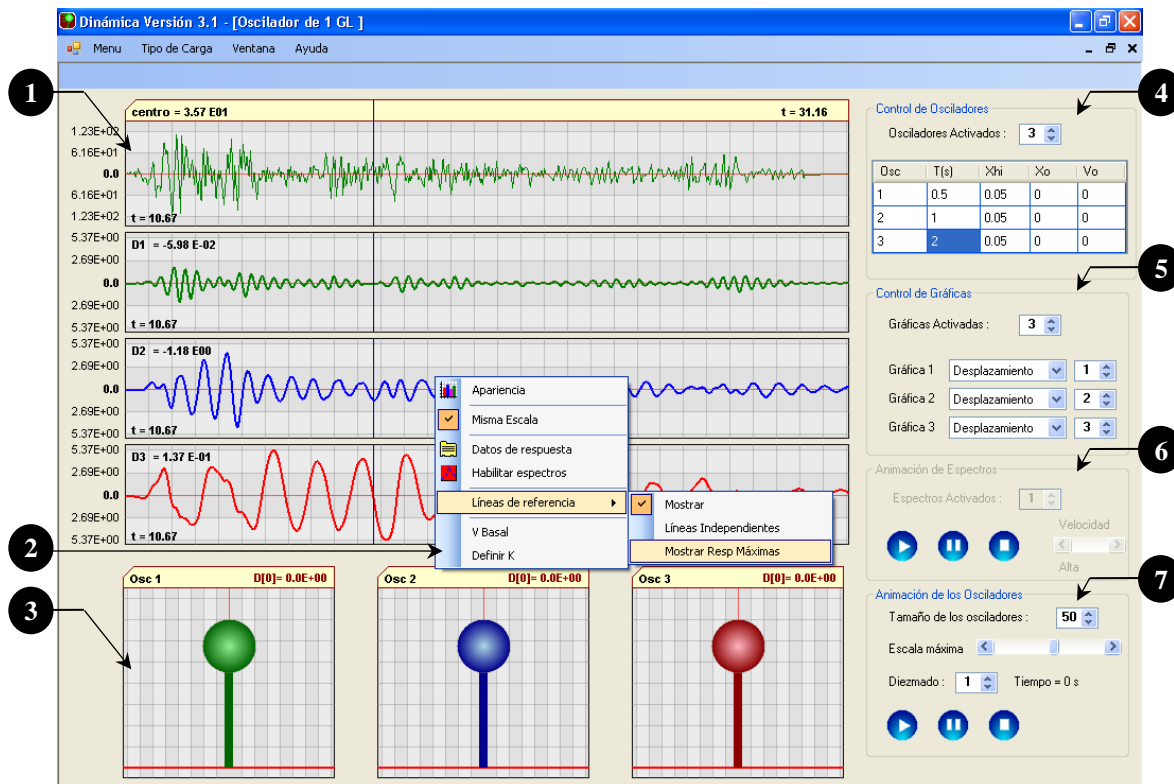 Dinámica Versión 3.1 - [Oscilador de 1 GL ]
Menu Tipo de Carga Ventana Ayuda
1
centro = 3.57 E01 t = 31.16
1.23E+02
6.16E+01
0.0
6.16E+01
1.23E+02
t = 10.67
5.37E+00
2.69E+00
0.0
2.69E+00
5.37E+00
D1 = -5.98 E-02
t = 10.67
5.37E+00
2.69E+00
0.0
2.69E+00
5.37E+00
D2 = -1.18 E00
t = 10.67
5.37E+00
2.69E+00
0.0
2.69E+00
5.37E+00
D3 = 1.37 E-01
t = 10.67
Apariencia
Misma Escala
Datos de respuesta
Habilitar espectros
Líneas de referencia
V Basal
Definir K
Mostrar
Líneas Independientes
Mostrar Resp Máximas
2
3
Osc 1 D[0]= 0.0E+00
Osc 2 D[0]= 0.0E+00
Osc 3 D[0]= 0.0E+00
4
Control de Osciladores
Osciladores Activados : 3
Osc T(s) Xhi Xo Vo
1 0.5 0.05 0 0
2 1 0.05 0 0
3 2 0.05 0 0
5
Control de Gráficas
Gráficas Activadas : 3
Gráfica 1 Desplazamiento 1
Gráfica 2 Desplazamiento 2
Gráfica 3 Desplazamiento 3
6
Animación de Espectros
Espectros Activados : 1
Velocidad
Alta
7
Animación de los Osciladores
Tamaño de los osciladores : 50
Escala máxima
Diezmado : 1 Tiempo = 0 s